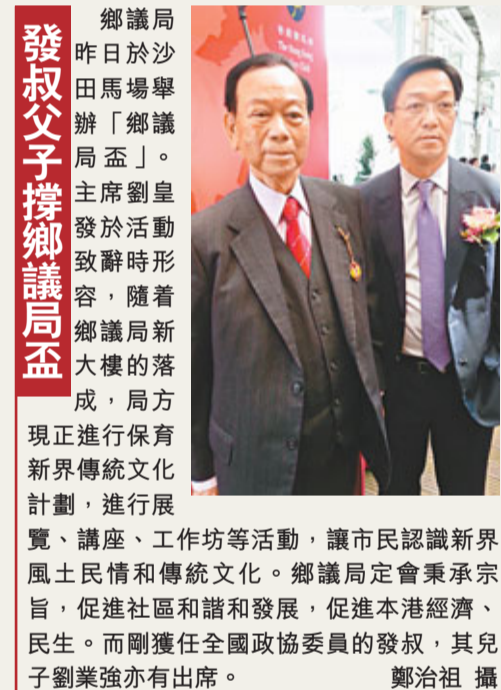 發叔父子撐鄉議局盃
鄉議局
昨日於沙
田馬場舉
辦「鄉議
局盃」。
主席劉皇
發於活動
致辭時形
容，隨着
鄉議局新
大樓的落
成，局方
現正進行保育
新界傳統文化
計劃，進行展
覽、講座、工作坊等活動，讓市民認識新界
風土民情和傳統文化。鄉議局定會秉承宗
旨，促進社區和諧和發展，促進本港經濟、
民生。而剛獲任全國政協委員的發叔，其兒
子劉業強亦有出席。 鄭治祖 攝
The Hong Kong